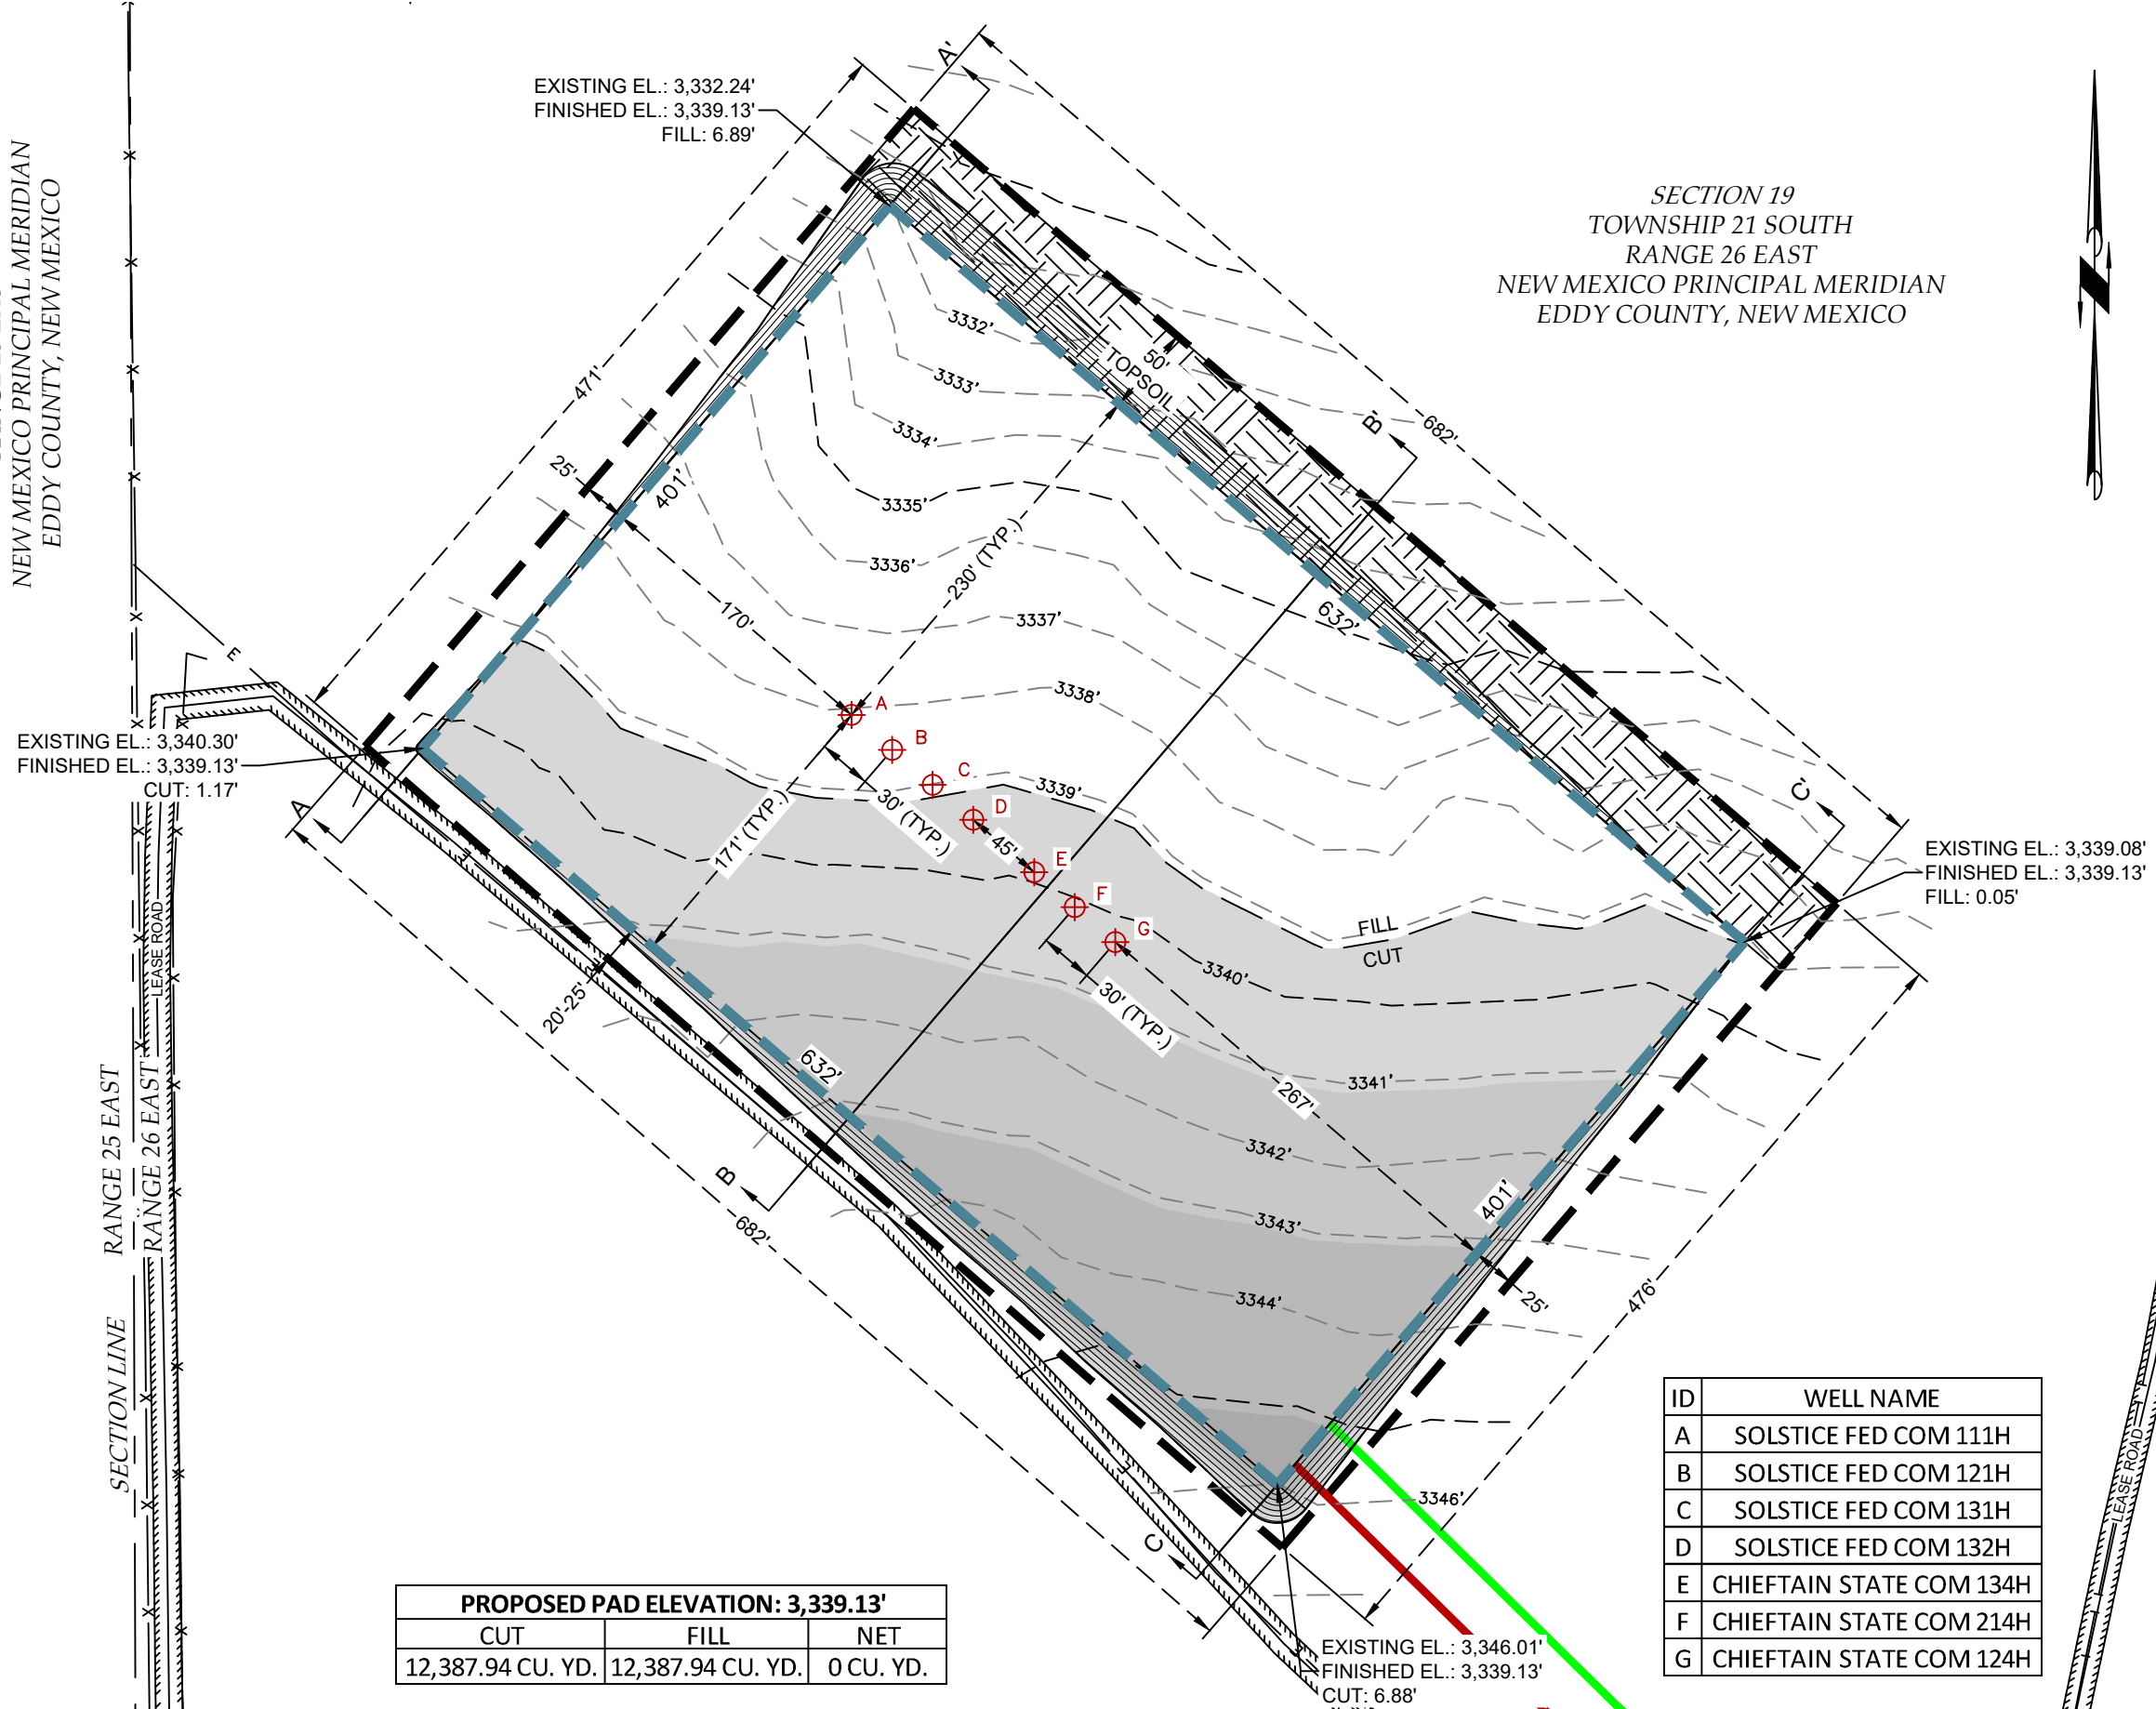 NEW MEXICO PRINCIPAL MERIDIAN
EDDY COUNTY, NEW MEXICO
EXISTING EL.: 3,332.24'
FINISHED EL.: 3,339.13'
FILL: 6.89'
A'
SECTION 19
TOWNSHIP 21 SOUTH
RANGE 26 EAST
NEW MEXICO PRINCIPAL MERIDIAN
EDDY COUNTY, NEW MEXICO
471'
682'
50'
TOPSOIL
B'
3332'
3333'
3334'
3335'
3336'
3337'
3338'
3339'
25'
401'
230' (TYP.)
170'
632'
E
A
B
C
D
E
F
G
30' (TYP.)
45'
171' (TYP.)
30' (TYP.)
EXISTING EL.: 3,340.30'
FINISHED EL.: 3,339.13'
CUT: 1.17'
A
C'
EXISTING EL.: 3,339.08'
FINISHED EL.: 3,339.13'
FILL: 0.05'
FILL
CUT
3340'
3341'
3342'
3343'
3344'
3346'
LEASE ROAD
20'-25'
632'
267'
401'
25'
476'
B
682'
C
RANGE 25 EAST
RANGE 26 EAST
SECTION LINE
LEASE ROAD
ID WELL NAME
A SOLSTICE FED COM 111H
B SOLSTICE FED COM 121H
C SOLSTICE FED COM 131H
D SOLSTICE FED COM 132H
E CHIEFTAIN STATE COM 134H
F CHIEFTAIN STATE COM 214H
G CHIEFTAIN STATE COM 124H
PROPOSED PAD ELEVATION: 3,339.13'
CUT FILL NET
12,387.94 CU. YD. 12,387.94 CU. YD. 0 CU. YD.
EXISTING EL.: 3,346.01'
FINISHED EL.: 3,339.13'
CUT: 6.88'